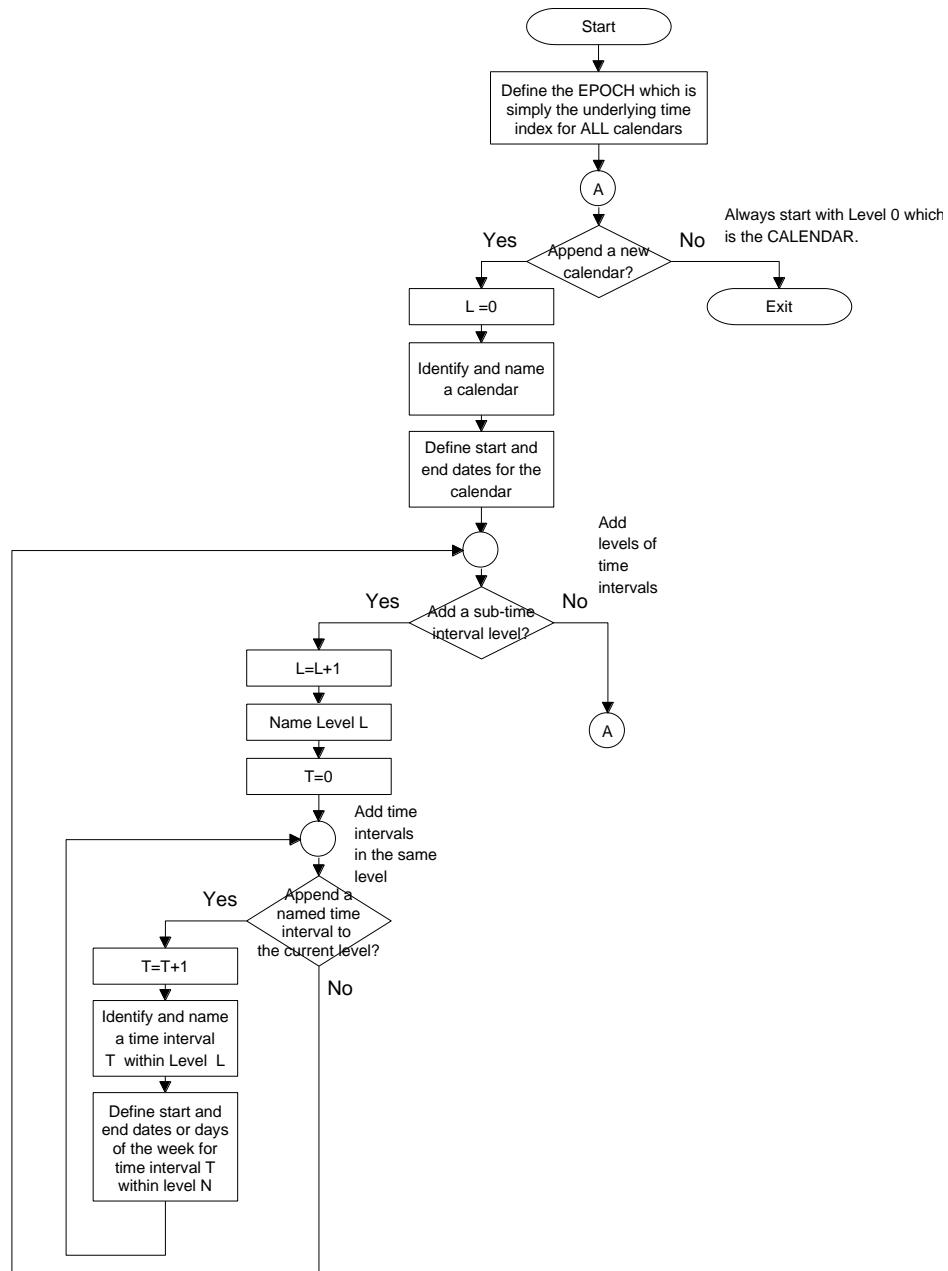 Start
Define the EPOCH which is
simply the underlying time
index for ALL calendars
A
Always start with Level 0 which
is the CALENDAR.
Yes
No
Append a new
calendar?
L =0
Exit
Identify and name
a calendar
Define start and
end dates for the
calendar
Add
levels of
time
intervals
Yes
No
Add a sub-time
interval level?
L=L+1
Name Level L
A
T=0
Add time
intervals
in the same
level
Yes
Append a
named time
interval to
the current level?
T=T+1
No
Identify and name
a time interval
T within Level L
Define start and
end dates or days
of the week for
time interval T
within level N